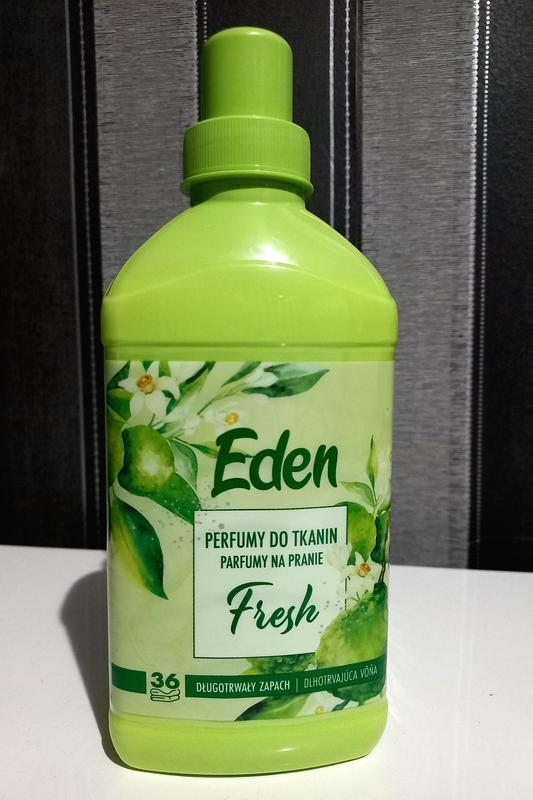 Eden
PERFUMY DO TKANIN
PARFUMY NA PRANIE
Fresh
36
DŁUGOTRWAŁY ZAPACH | DLHOTRVAJÚCA VÔŇA